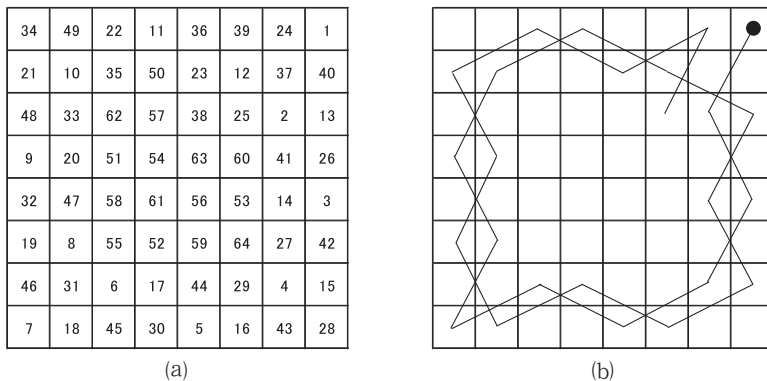 34 49 22 11 36 39 24 1
21 10 35 50 23 12 37 40
48 33 62 57 38 25 2 13
9 20 51 54 63 60 41 26
32 47 58 61 56 53 14 3
19 8 55 52 59 64 27 42
46 31 6 17 44 29 4 15
7 18 45 30 5 16 43 28
(a)
(b)